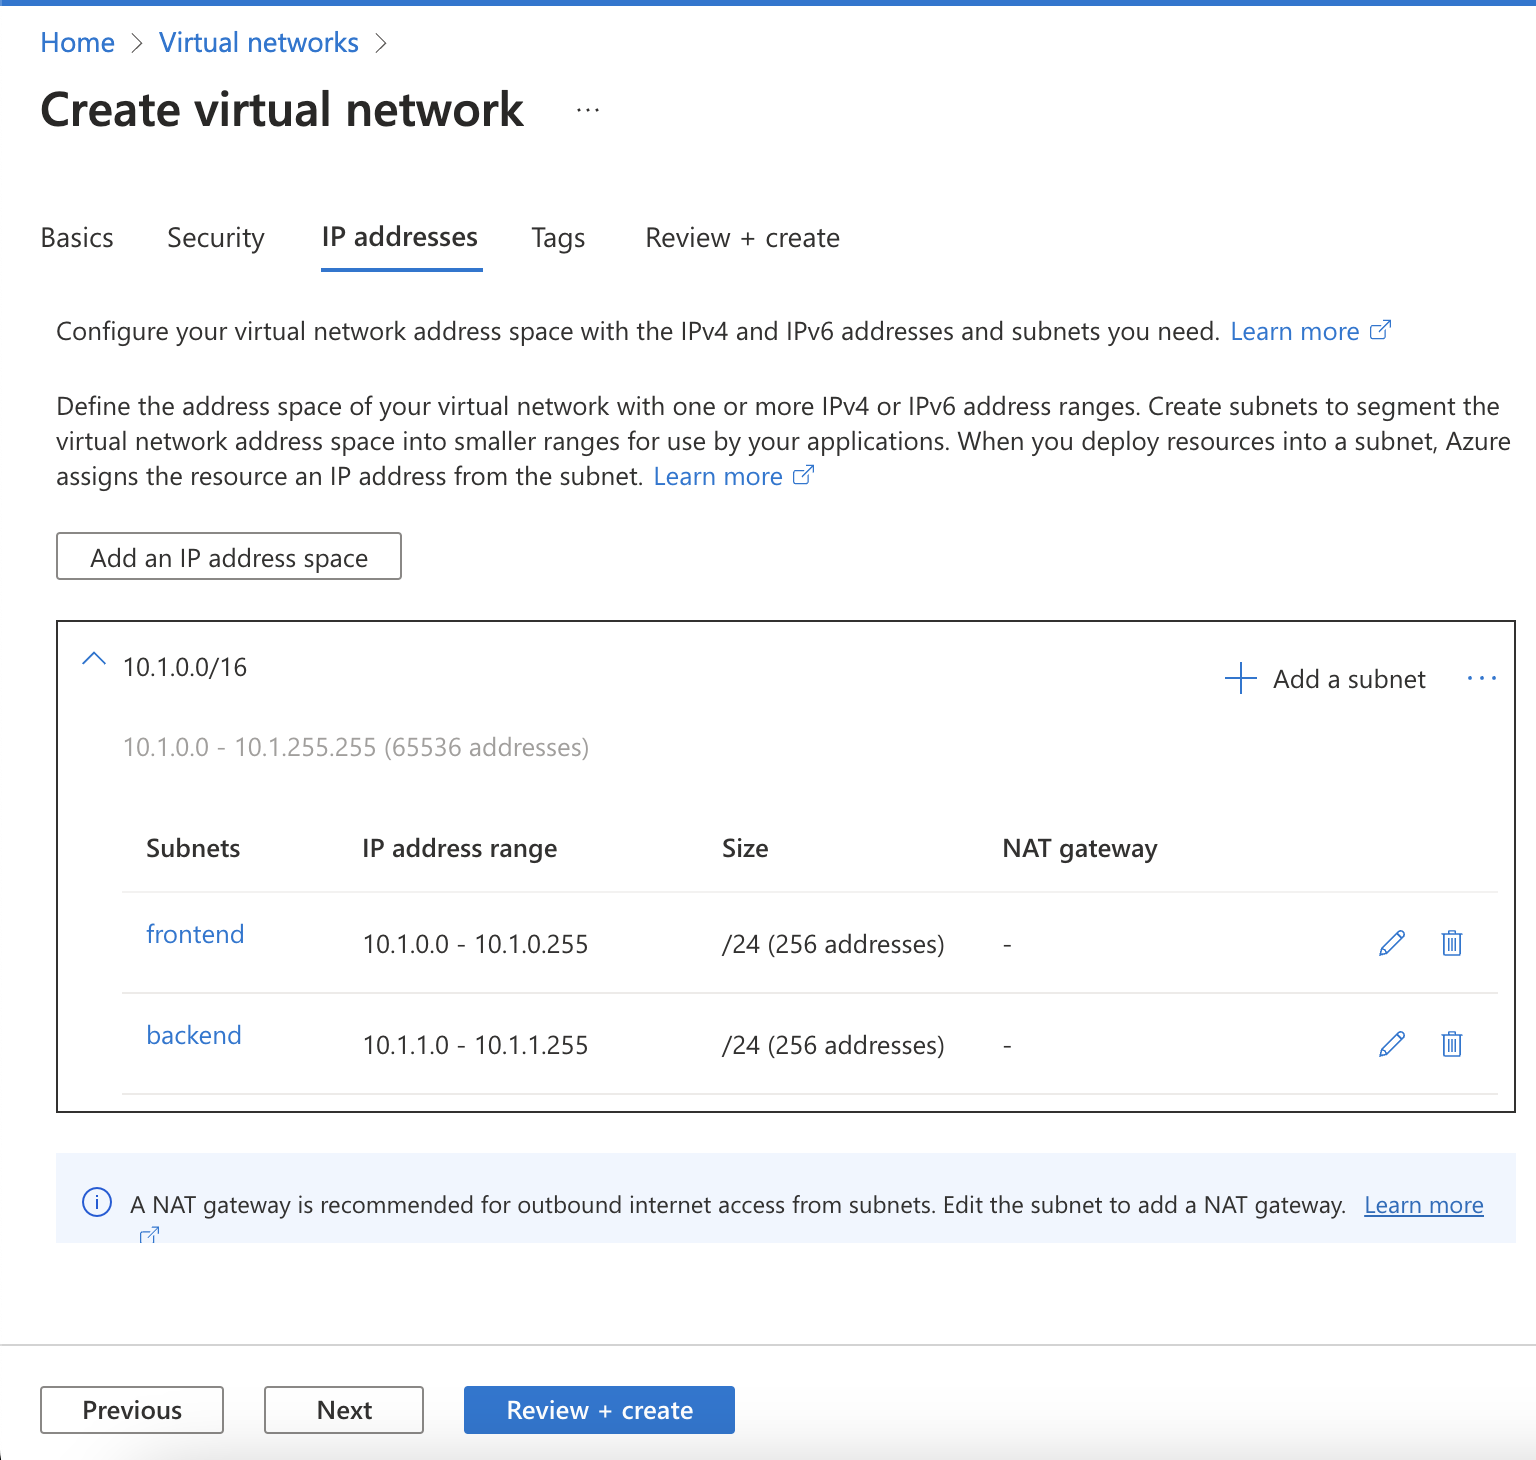 Home > Virtual networks >
Create virtual network ...
Basics Security IP addresses Tags Review + create
Configure your virtual network address space with the IPv4 and IPv6 addresses and subnets you need. Learn more
Define the address space of your virtual network with one or more IPv4 or IPv6 address ranges. Create subnets to segment the
virtual network address space into smaller ranges for use by your applications. When you deploy resources into a subnet, Azure
assigns the resource an IP address from the subnet. Learn more
Add an IP address space
10.1.0.0/16
Add a subnet ...
10.1.0.0 - 10.1.255.255 (65536 addresses)
Subnets IP address range Size NAT gateway
frontend 10.1.0.0 - 10.1.0.255 /24 (256 addresses) -
backend 10.1.1.0 - 10.1.1.255 /24 (256 addresses) -
A NAT gateway is recommended for outbound internet access from subnets. Edit the subnet to add a NAT gateway. Learn more
Previous Next Review + create